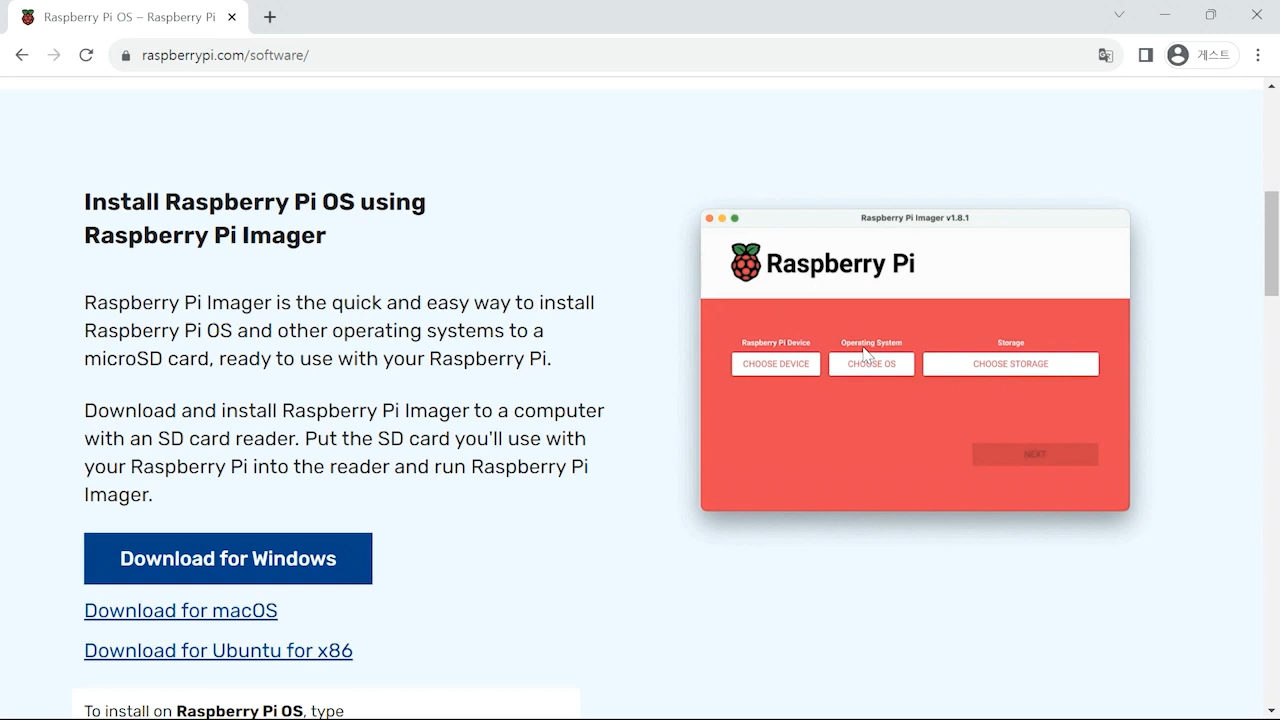 Raspberry Pi OS – Raspberry Pi
raspberrypi.com/software/
게스트
Install Raspberry Pi OS using
Raspberry Pi Imager
Raspberry Pi Imager is the quick and easy way to install
Raspberry Pi OS and other operating systems to a
microSD card, ready to use with your Raspberry Pi.
Download and install Raspberry Pi Imager to a computer
with an SD card reader. Put the SD card you'll use with
your Raspberry Pi into the reader and run Raspberry Pi
Imager.
Download for Windows
Download for macOS
Download for Ubuntu for x86
To install on Raspberry Pi OS, type
Raspberry Pi Imager v1.8.1
Raspberry Pi
Raspberry Pi Device Operating System Storage
CHOOSE DEVICE CHOOSE OS CHOOSE STORAGE
NEXT